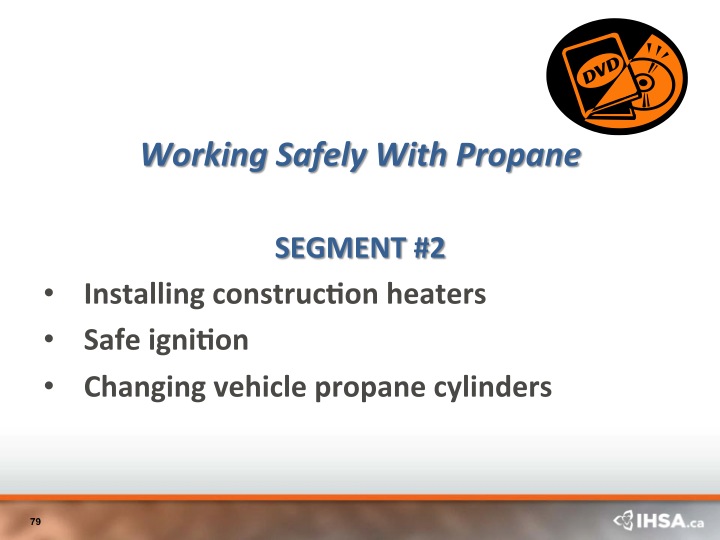 DVD
Working Safely With Propane
SEGMENT #2
• Installing construction heaters
• Safe ignition
• Changing vehicle propane cylinders
79
IHSA.ca